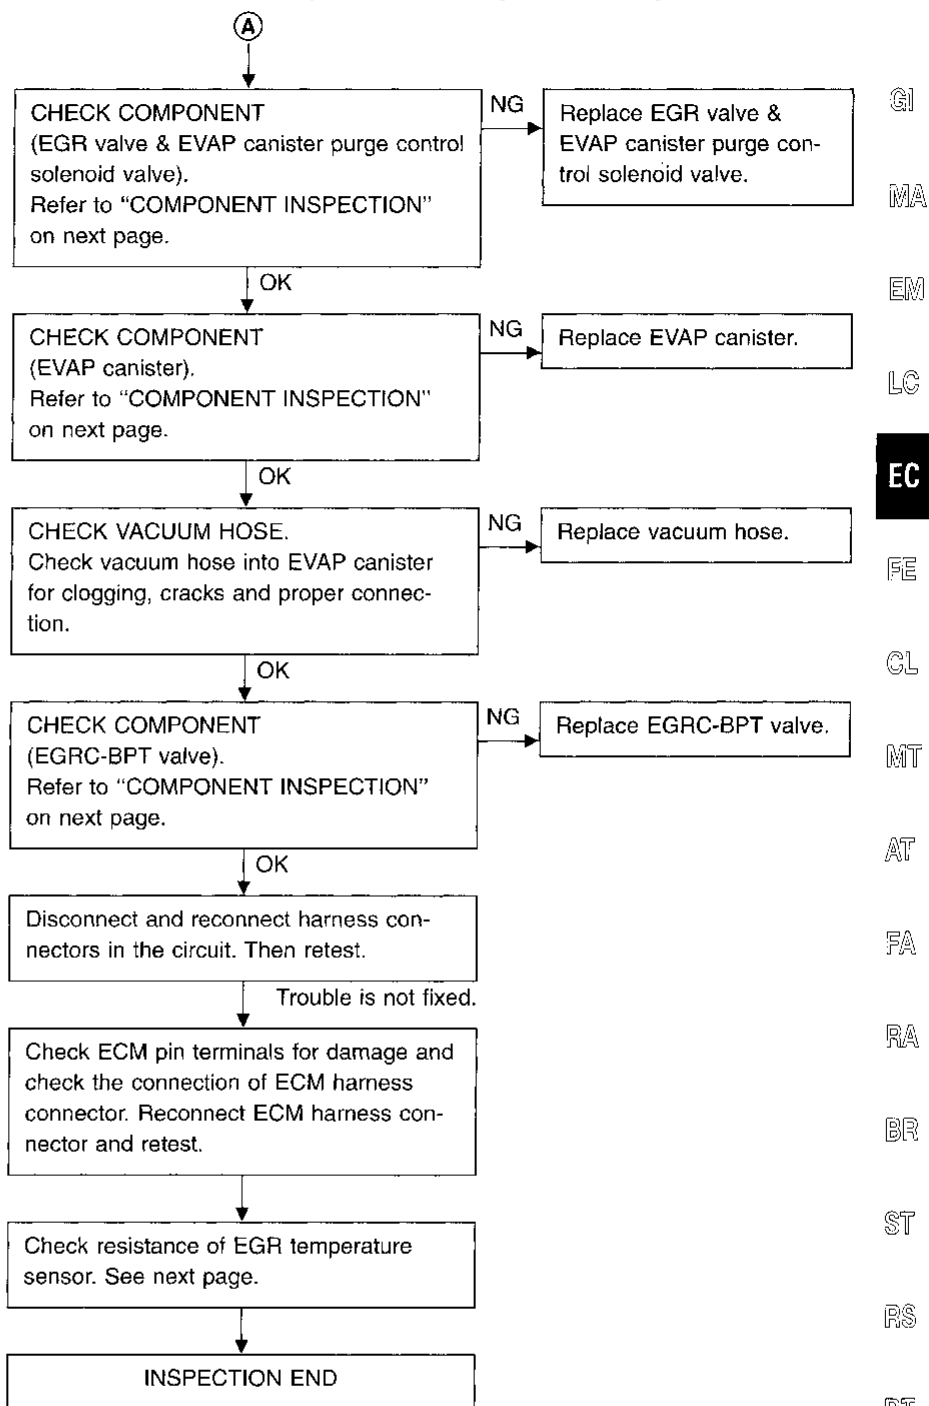 A
CHECK COMPONENT
(EGR valve & EVAP canister purge control
solenoid valve).
Refer to “COMPONENT INSPECTION”
on next page.
NG
Replace EGR valve &
EVAP canister purge con-
trol solenoid valve.
OK
CHECK COMPONENT
(EVAP canister).
Refer to “COMPONENT INSPECTION”
on next page.
NG
Replace EVAP canister.
OK
CHECK VACUUM HOSE.
Check vacuum hose into EVAP canister
for clogging, cracks and proper connec-
tion.
NG
Replace vacuum hose.
OK
CHECK COMPONENT
(EGRC-BPT valve).
Refer to “COMPONENT INSPECTION”
on next page.
NG
Replace EGRC-BPT valve.
OK
Disconnect and reconnect harness con-
nectors in the circuit. Then retest.
Trouble is not fixed.
Check ECM pin terminals for damage and
check the connection of ECM harness
connector. Reconnect ECM harness con-
nector and retest.
Check resistance of EGR temperature
sensor. See next page.
INSPECTION END
GI
MA
EM
LC
EC
FE
CL
MT
AT
FA
RA
BR
ST
RS